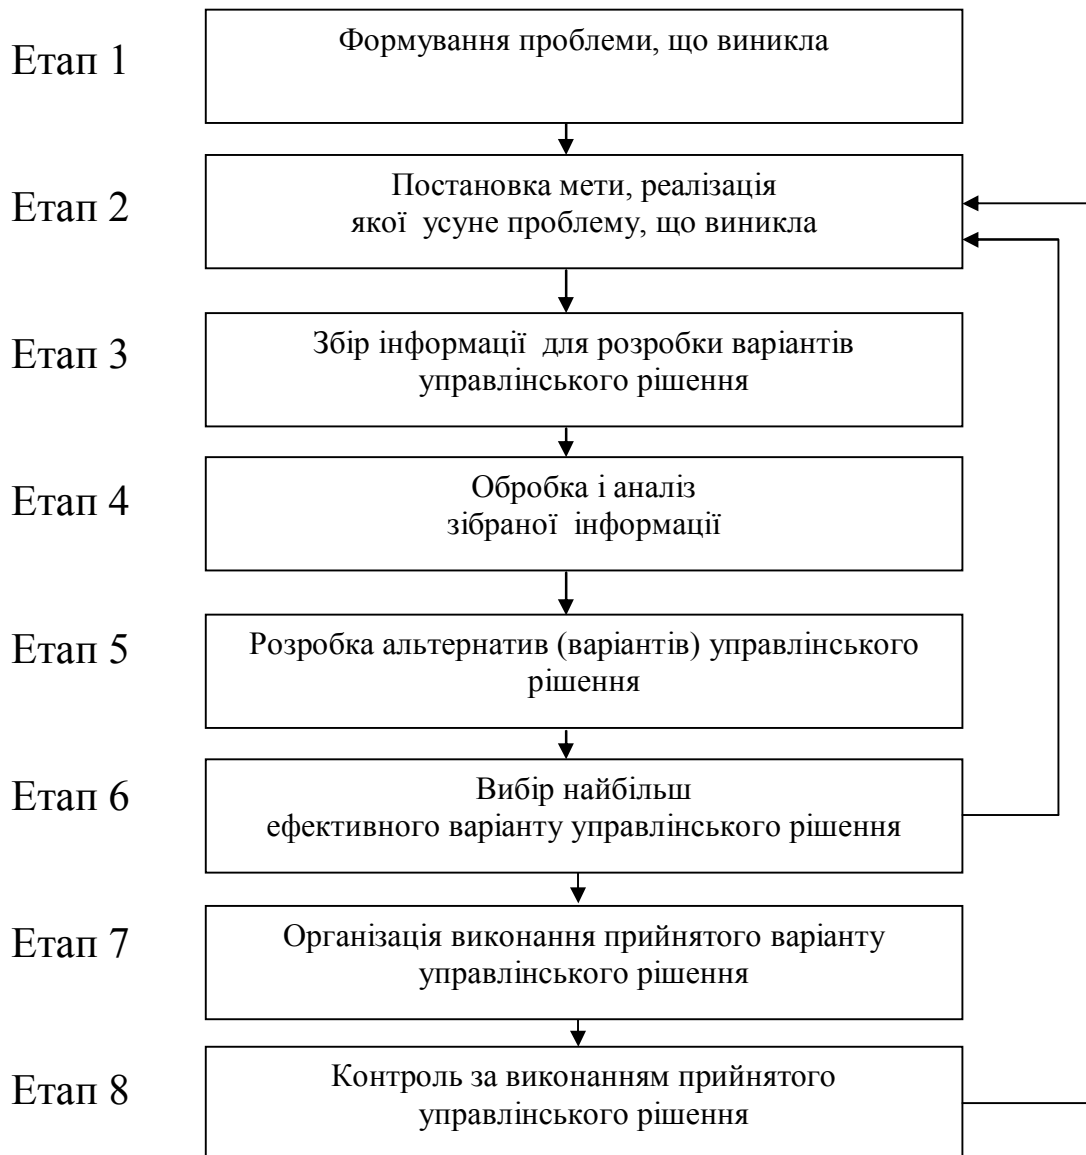 Етап 1
Формування проблеми, що виникла
Етап 2
Постановка мети, реалізація
якої усуне проблему, що виникла
Етап 3
Збір інформації для розробки варіантів
управлінського рішення
Етап 4
Обробка і аналіз
зібраної інформації
Етап 5
Розробка альтернатив (варіантів) управлінського
рішення
Етап 6
Вибір найбільш
ефективного варіанту управлінського рішення
Етап 7
Організація виконання прийнятого варіанту
управлінського рішення
Етап 8
Контроль за виконанням прийнятого
управлінського рішення